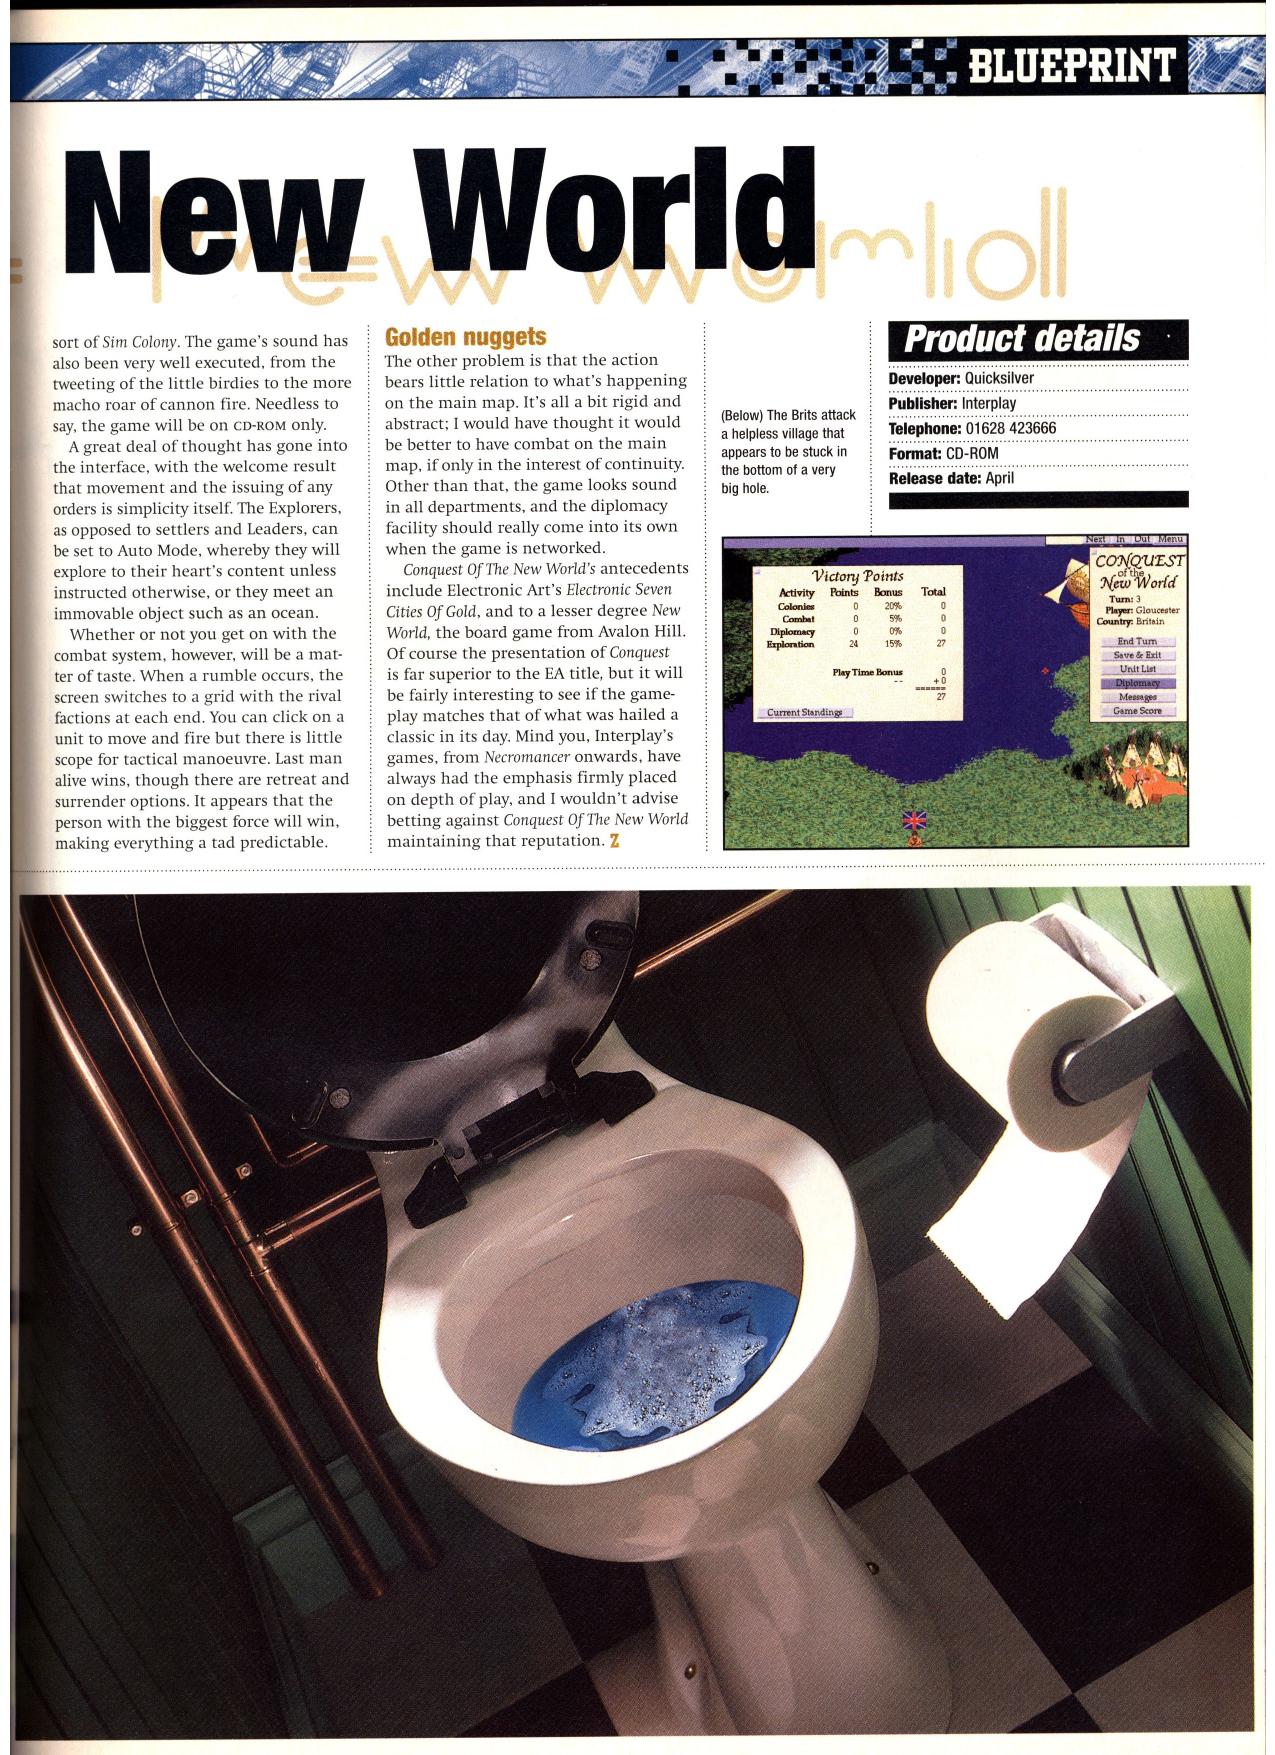 BLUEPRINT
New World
new world
sort of Sim Colony. The game's sound has
also been very well executed, from the
tweeting of the little birdies to the more
macho roar of cannon fire. Needless to
say, the game will be on CD-ROM only.
A great deal of thought has gone into
the interface, with the welcome result
that movement and the issuing of any
orders is simplicity itself. The Explorers,
as opposed to settlers and Leaders, can
be set to Auto Mode, whereby they will
explore to their heart's content unless
instructed otherwise, or they meet an
immovable object such as an ocean.
Whether or not you get on with the
combat system, however, will be a mat-
ter of taste. When a rumble occurs, the
screen switches to a grid with the rival
factions at each end. You can click on a
unit to move and fire but there is little
scope for tactical manoeuvre. Last man
alive wins, though there are retreat and
surrender options. It appears that the
person with the biggest force will win,
making everything a tad predictable.
Golden nuggets
The other problem is that the action
bears little relation to what's happening
on the main map. It's all a bit rigid and
abstract; I would have thought it would
be better to have combat on the main
map, if only in the interest of continuity.
Other than that, the game looks sound
in all departments, and the diplomacy
facility should really come into its own
when the game is networked.
Conquest Of The New World's antecedents
include Electronic Art's Electronic Seven
Cities Of Gold, and to a lesser degree New
World, the board game from Avalon Hill.
Of course the presentation of Conquest
is far superior to the EA title, but it will
be fairly interesting to see if the game-
play matches that of what was hailed a
classic in its day. Mind you, Interplay's
games, from Necromancer onwards, have
always had the emphasis firmly placed
on depth of play, and I wouldn't advise
betting against Conquest Of The New World
maintaining that reputation. Z
(Below) The Brits attack
a helpless village that
appears to be stuck in
the bottom of a very
big hole.
Product details
Developer: Quicksilver
Publisher: Interplay
Telephone: 01628 423666
Format: CD-ROM
Release date: April
Next In Out Menu
Victory Points
Activity Points Bonus Total
Colonies 0 20% 0
Combat 0 5% 0
Diplomacy 0 0% 0
Exploration 24 15% 27
Play Time Bonus 0
-- +0
======
27
Current Standings
CONQUEST
of the
New World
Turn: 3
Player: Gloucester
Country: Britain
End Turn
Save & Exit
Unit List
Diplomacy
Messages
Game Score